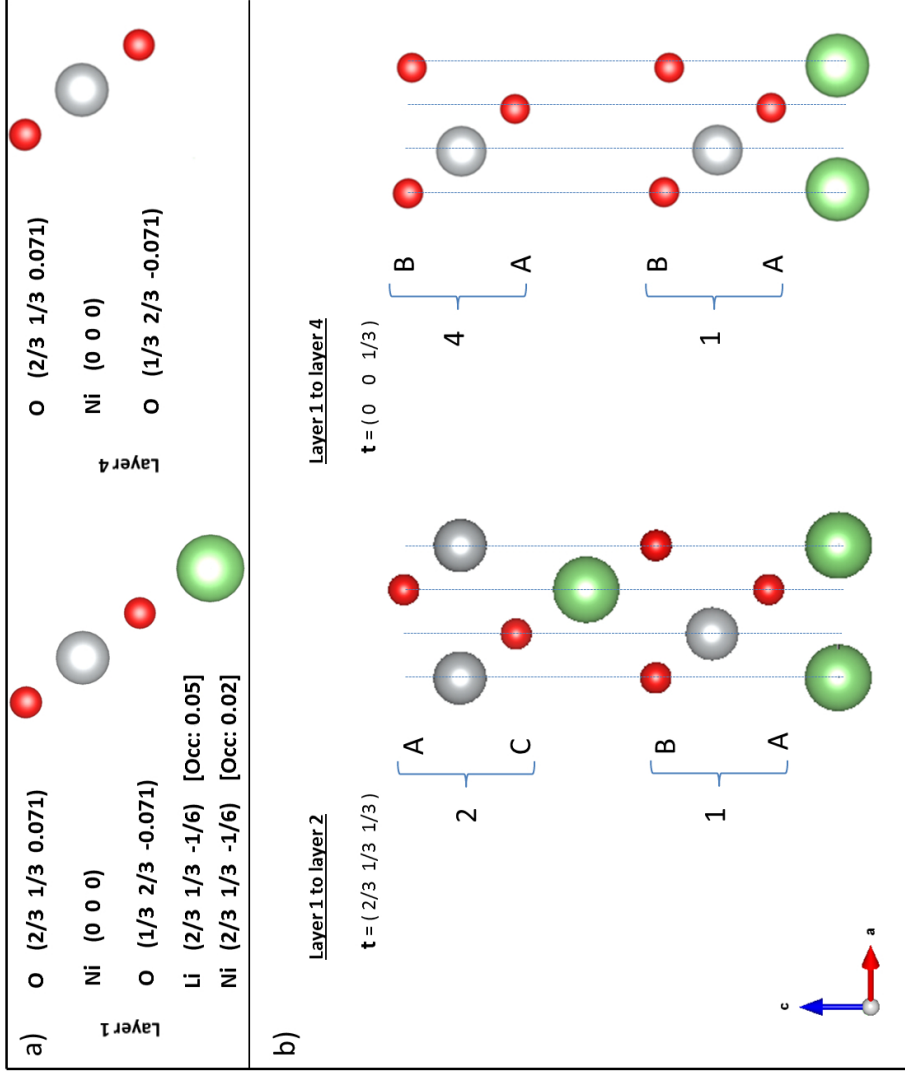 a)
Layer 1
O (2/3 1/3 0.071)
Ni (0 0 0)
O (1/3 2/3 -0.071)
Li (2/3 1/3 -1/6) [Occ: 0.05]
Ni (2/3 1/3 -1/6) [Occ: 0.02]
Layer 4
O (2/3 1/3 0.071)
Ni (0 0 0)
O (1/3 2/3 -0.071)
b)
Layer 1 to layer 2
t = ( 2/3 1/3 1/3 )
2
A
C
1
B
A
Layer 1 to layer 4
t = ( 0 0 1/3 )
4
B
A
1
B
A
c
a